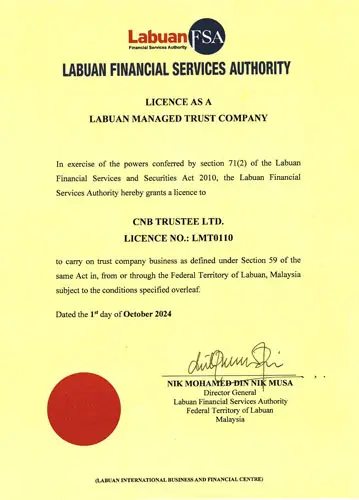 Labuan FSA
Financial Services Authority
LABUAN FINANCIAL SERVICES AUTHORITY
LICENCE AS A
LABUAN MANAGED TRUST COMPANY
In exercise of the powers conferred by section 71(2) of the Labuan
Financial Services and Securities Act 2010, the Labuan Financial
Services Authority hereby grants a licence to
CNB TRUSTEE LTD.
LICENCE NO.: LMT0110
to carry on trust company business as defined under Section 59 of the
same Act in, from or through the Federal Territory of Labuan, Malaysia
subject to the conditions specified overleaf.
Dated the 1st day of October 2024
NIK MOHAMED DIN NIK MUSA
Director General
Labuan Financial Services Authority
Federal Territory of Labuan
Malaysia
(LABUAN INTERNATIONAL BUSINESS AND FINANCIAL CENTRE)